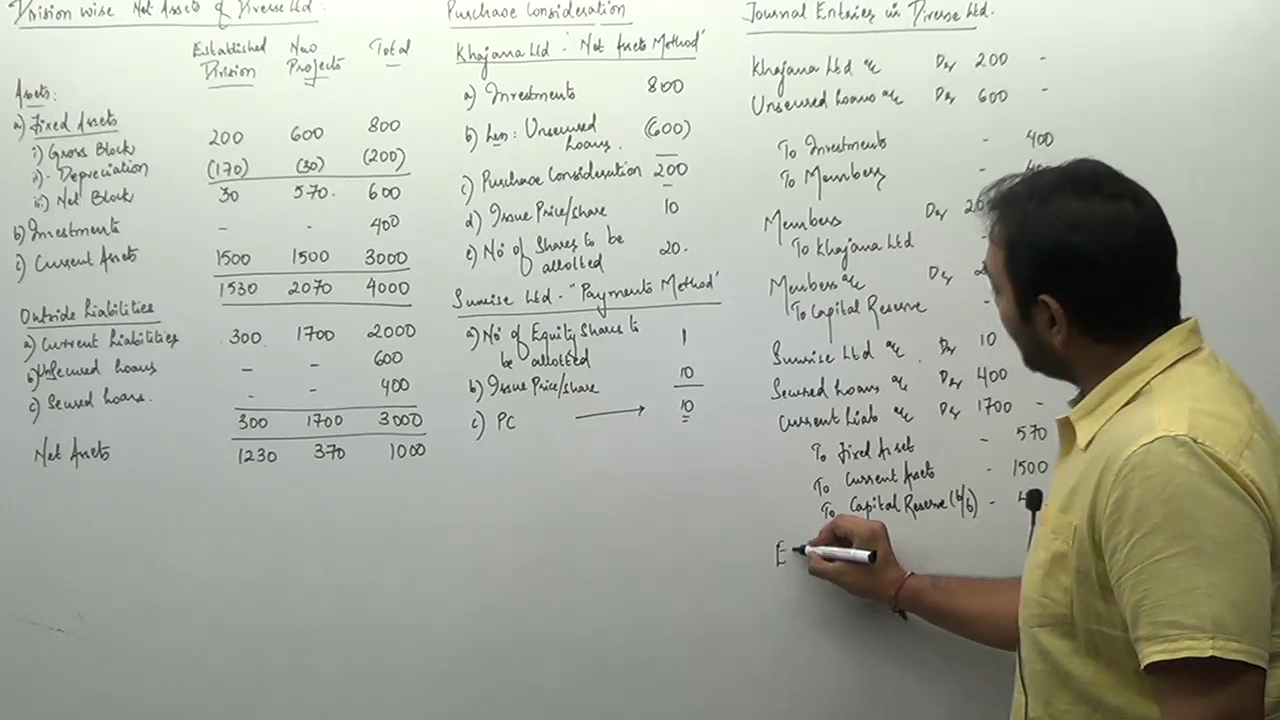 Division wise Net Assets of Diverse Ltd.
Established Division New Projects Total
Assets:
a) Fixed Assets
i) Gross Block 200 600 800
ii) - Depreciation (170) (30) (200)
iii) Net Block 30 570. 600
b) Investments - - 400
c) Current Assets 1500 1500 3000
1530 2070 4000
Outside Liabilities
a) Current Liabilities 300 1700 2000
b) UnSecured Loans - - 600
c) Secured Loans. - - 400
300 1700 3000
Net Assets 1230 370 1000
Purchase Consideration
Khajana Ltd - "Net Assets Method"
a) Investments 800
b) Less: Unsecured Loans. (600)
c) Purchase Consideration 200
d) Issue Price/share 10
e) No of Shares to be allotted 20.
Sunrise Ltd - "Payments Method"
a) No of Equity Shares to be allotted 1
b) Issue Price/share 10
c) PC → 10
Journal Entries in Diverse Ltd.
Khajana Ltd a/c Dr 200 -
Unsecured Loans a/c Dr 600 -
To Investments - 400
To Members -
Members Dr
To Khajana Ltd
Members a/c Dr
To Capital Reserve -
Sunrise Ltd a/c Dr 10
Secured Loans a/c Dr 400
Current Liab a/c Dr 1700 -
To Fixed Asset - 570
To Current Assets - 1500
To Capital Reserve (b/f) -
E